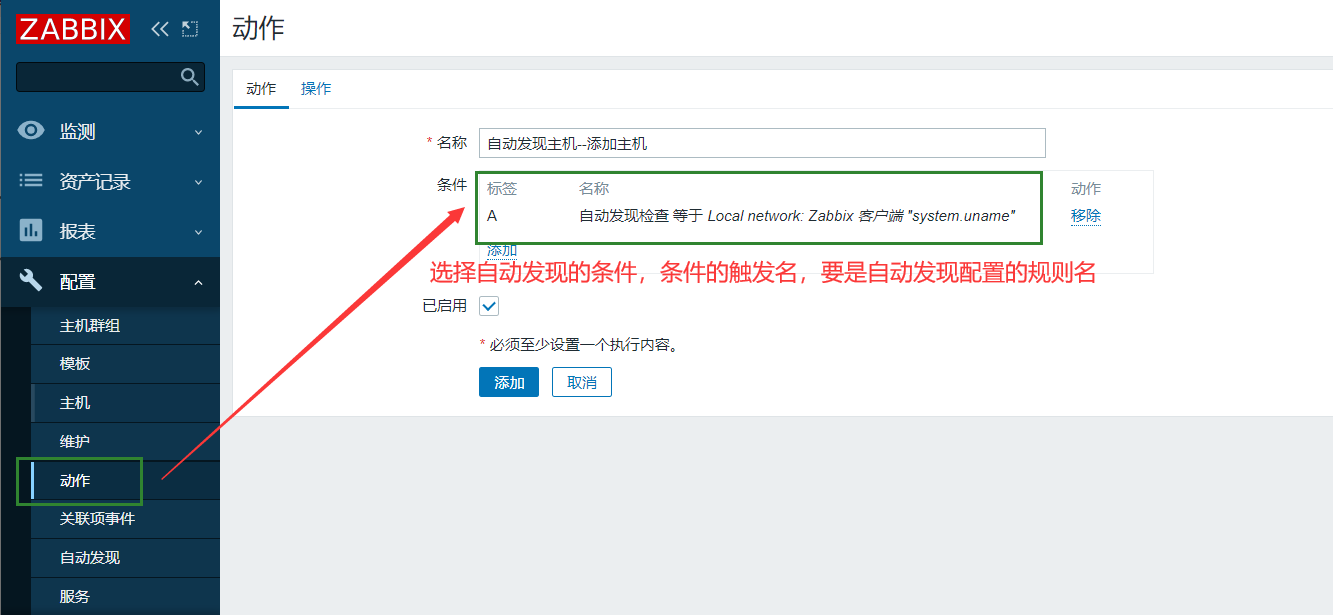 ZABBIX
动作
监测
资产记录
报表
配置
主机群组
模板
主机
维护
动作
关联项事件
自动发现
服务
动作 操作
* 名称 自动发现主机--添加主机
条件 标签 名称 动作
A 自动发现检查 等于 Local network: Zabbix 客户端 "system.uname" 移除
添加
选择自动发现的条件，条件的触发名，要是自动发现配置的规则名
已启用
* 必须至少设置一个执行内容。
添加 取消